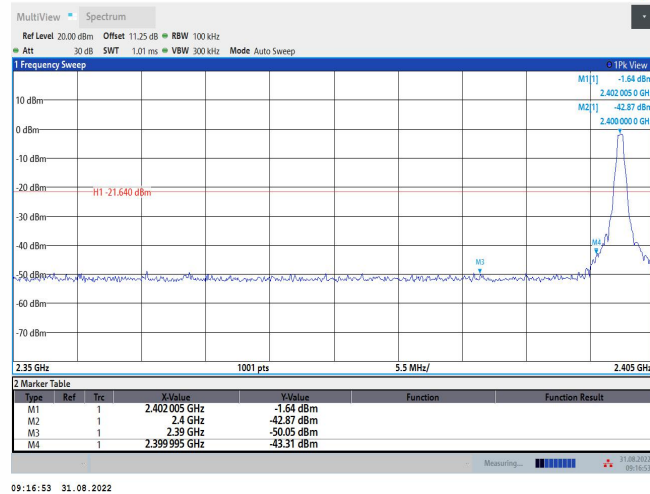 MultiView Spectrum
Ref Level 20.00 dBm Offset 11.25 dB RBW 100 kHz
Att 30 dB SWT 1.01 ms VBW 300 kHz Mode Auto Sweep
1 Frequency Sweep 1Pk View
M1[1] -1.64 dBm
2.402 005 0 GH
10 dBm
M2[1] -42.87 dBm
2.400 000 0 GH
0 dBm
-10 dBm
-20 dBm
H1 -21.640 dBm
-30 dBm
-40 dBm
M4
M3
-50 dBm
-60 dBm
-70 dBm
2.35 GHz 1001 pts 5.5 MHz/ 2.405 GHz
2 Marker Table
Type Ref Trc X-Value Y-Value Function Function Result
M1 1 2.402 005 GHz -1.64 dBm
M2 1 2.4 GHz -42.87 dBm
M3 1 2.39 GHz -50.05 dBm
M4 1 2.399 995 GHz -43.31 dBm
Measuring... 31.08.2022
09:16:53
09:16:53 31.08.2022